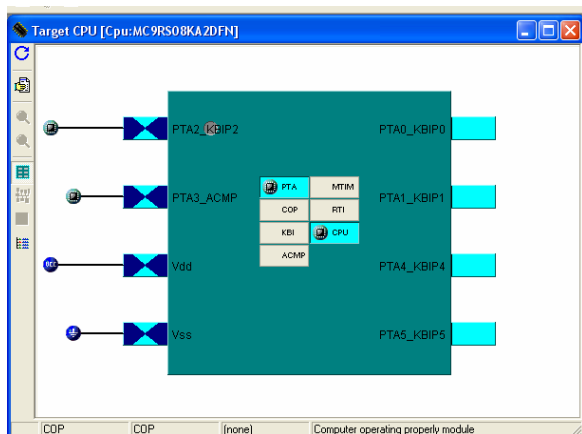 Target CPU [Cpu:MC9RS08KA2DFN]
PTA2_KBIP2
PTA0_KBIP0
PTA MTIM
PTA3_ACMP
PTA1_KBIP1
COP RTI
KBI CPU
ACMP
Vdd
PTA4_KBIP4
Vss
PTA5_KBIP5
COP COP (none) Computer operating properly module